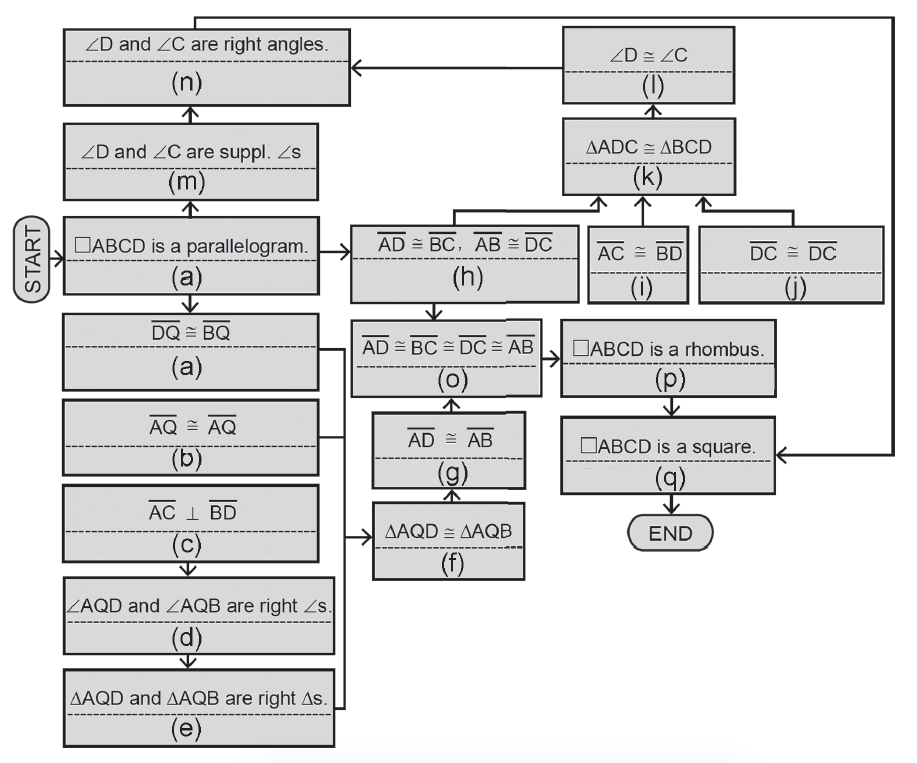 ∠D and ∠C are right angles.
(n)
∠D ≅ ∠C
(l)
∠D and ∠C are suppl. ∠s
(m)
ΔADC ≅ ΔBCD
(k)
START
□ABCD is a parallelogram.
(a)
AD ≅ BC, AB ≅ DC
(h)
AC ≅ BD
(i)
DC ≅ DC
(j)
DQ ≅ BQ
(a)
AD ≅ BC ≅ DC ≅ AB
(o)
□ABCD is a rhombus.
(p)
AQ ≅ AQ
(b)
AD ≅ AB
(g)
□ABCD is a square.
(q)
AC ⊥ BD
(c)
ΔAQD ≅ ΔAQB
(f)
END
∠AQD and ∠AQB are right ∠s.
(d)
ΔAQD and ΔAQB are right Δs.
(e)